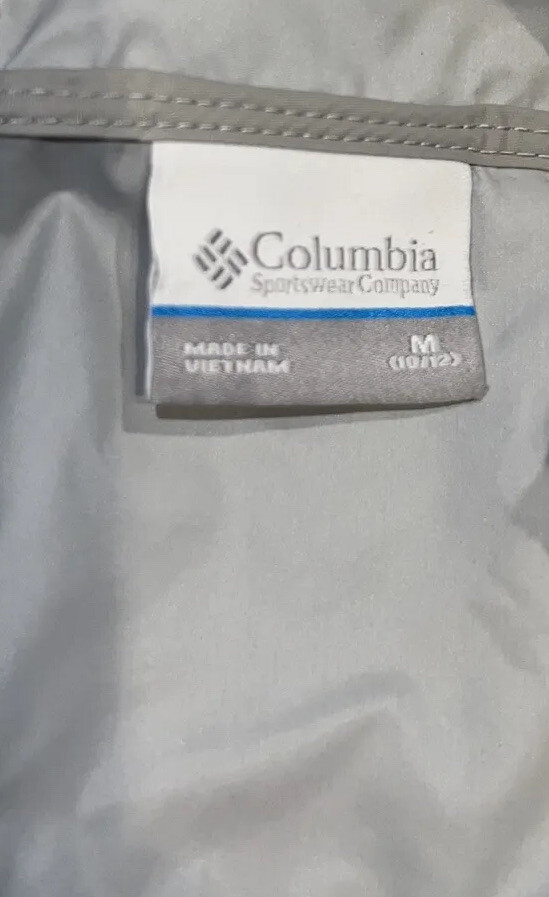 Columbia
Sportswear Company
MADE IN
VIETNAM
M
(10/12)